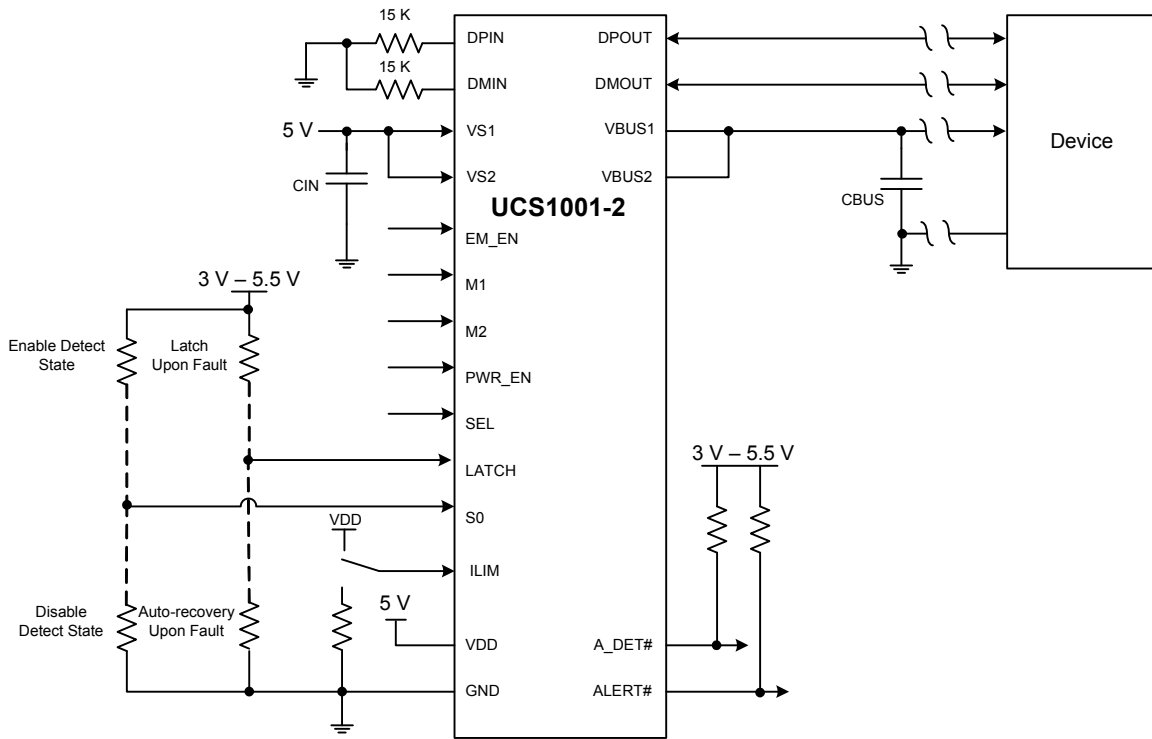 15 K
15 K
DPIN
DMIN
5 V
VS1
VS2
CIN
UCS1001-2
EM_EN
M1
M2
PWR_EN
SEL
LATCH
S0
ILIM
VDD
GND
3 V – 5.5 V
Enable Detect
State
Latch
Upon Fault
VDD
5 V
Disable
Detect State
Auto-recovery
Upon Fault
DPOUT
DMOUT
VBUS1
VBUS2
CBUS
Device
3 V – 5.5 V
A_DET#
ALERT#